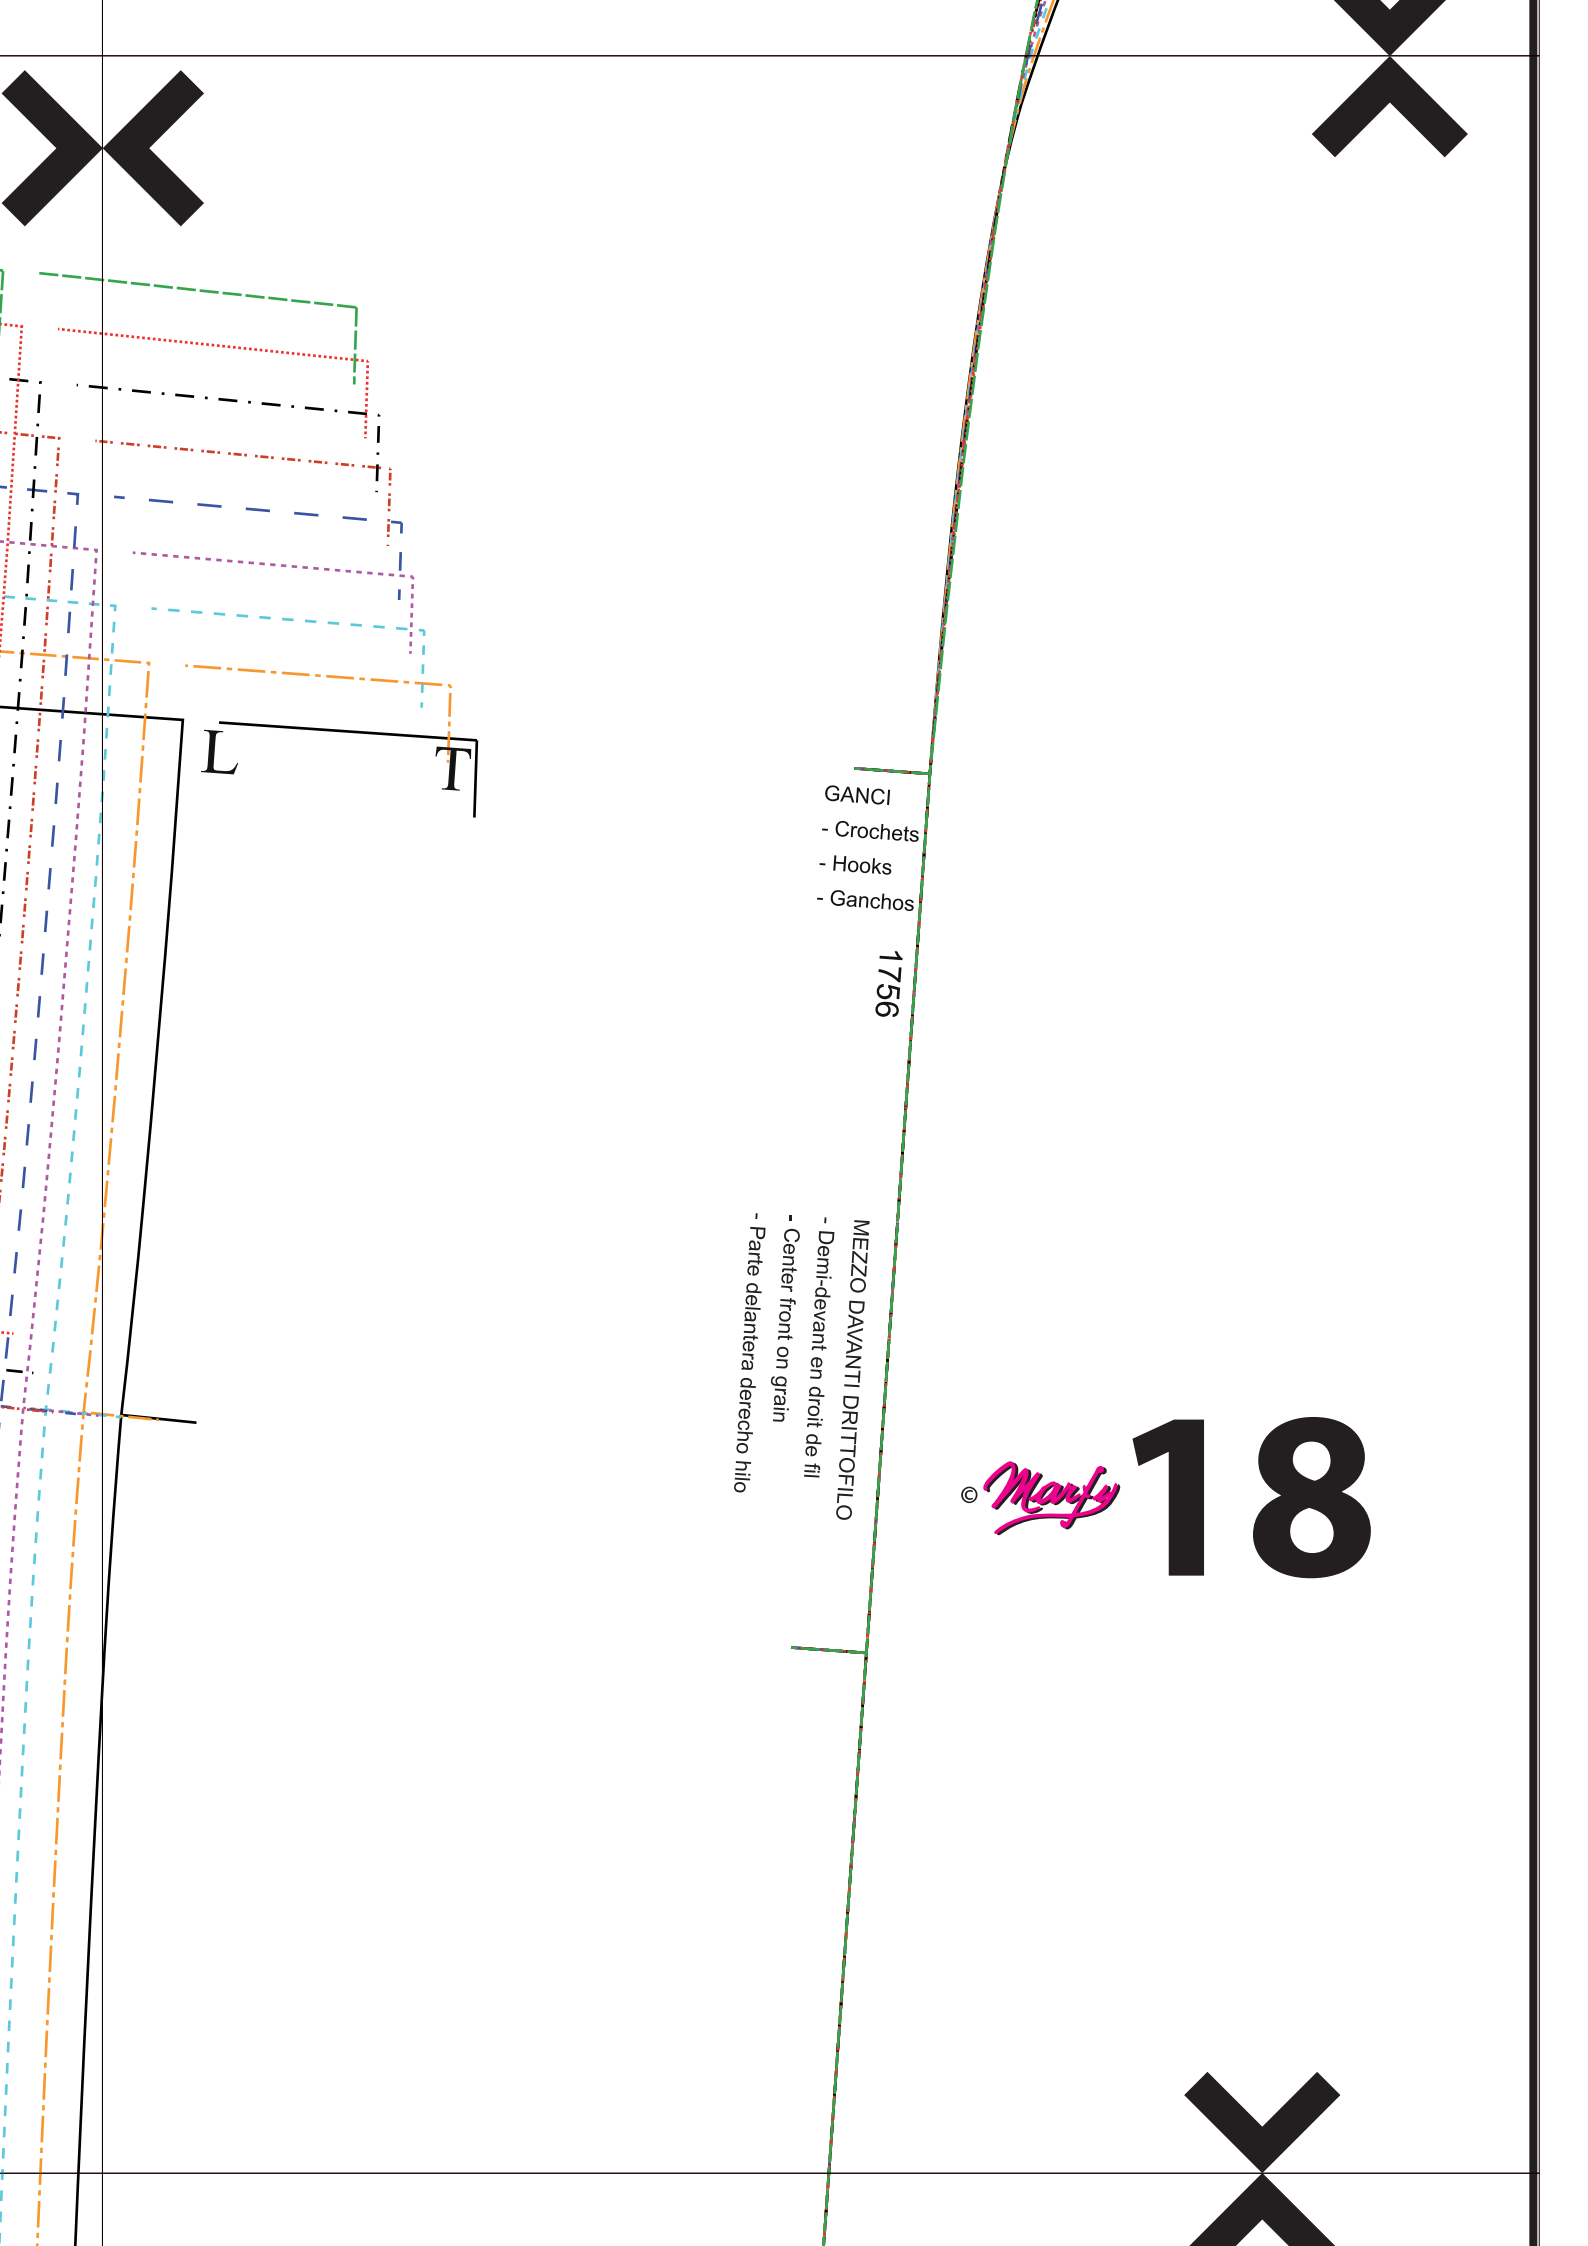 L
T
GANCI
- Crochets
- Hooks
- Ganchos
1756
MEZZO DAVANTI DRITTOFILO
- Demi-devant en droit de fil
- Center front on grain
- Parte delantera derecho hilo
© Marfy
18